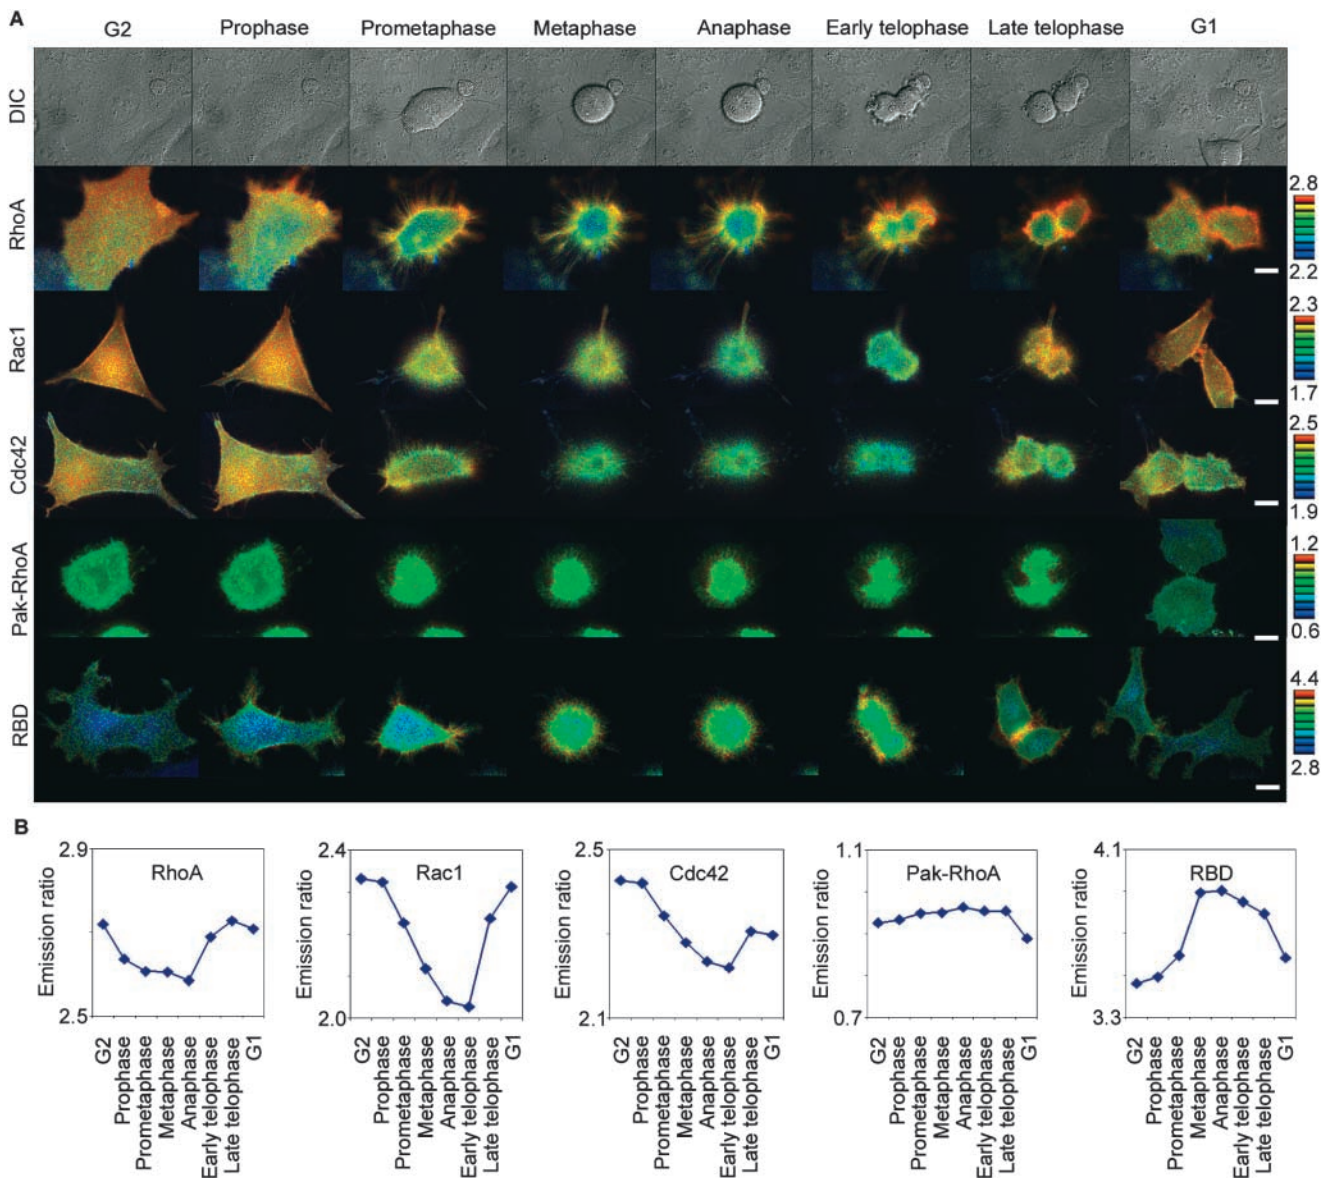 A
G2 Prophase Prometaphase Metaphase Anaphase Early telophase Late telophase G1
DIC
RhoA
2.8
2.2
Rac1
2.3
1.7
Cdc42
2.5
1.9
Pak-RhoA
1.2
0.6
RBD
4.4
2.8
B
2.9
RhoA
Emission ratio
2.5
G2
Prophase
Prometaphase
Metaphase
Anaphase
Early telophase
Late telophase
G1
2.4
Rac1
Emission ratio
2.0
G2
Prophase
Prometaphase
Metaphase
Anaphase
Early telophase
Late telophase
G1
2.5
Cdc42
Emission ratio
2.1
G2
Prophase
Prometaphase
Metaphase
Anaphase
Early telophase
Late telophase
G1
1.1
Pak-RhoA
Emission ratio
0.7
G2
Prophase
Prometaphase
Metaphase
Anaphase
Early telophase
Late telophase
G1
4.1
RBD
Emission ratio
3.3
G2
Prophase
Prometaphase
Metaphase
Anaphase
Early telophase
Late telophase
G1